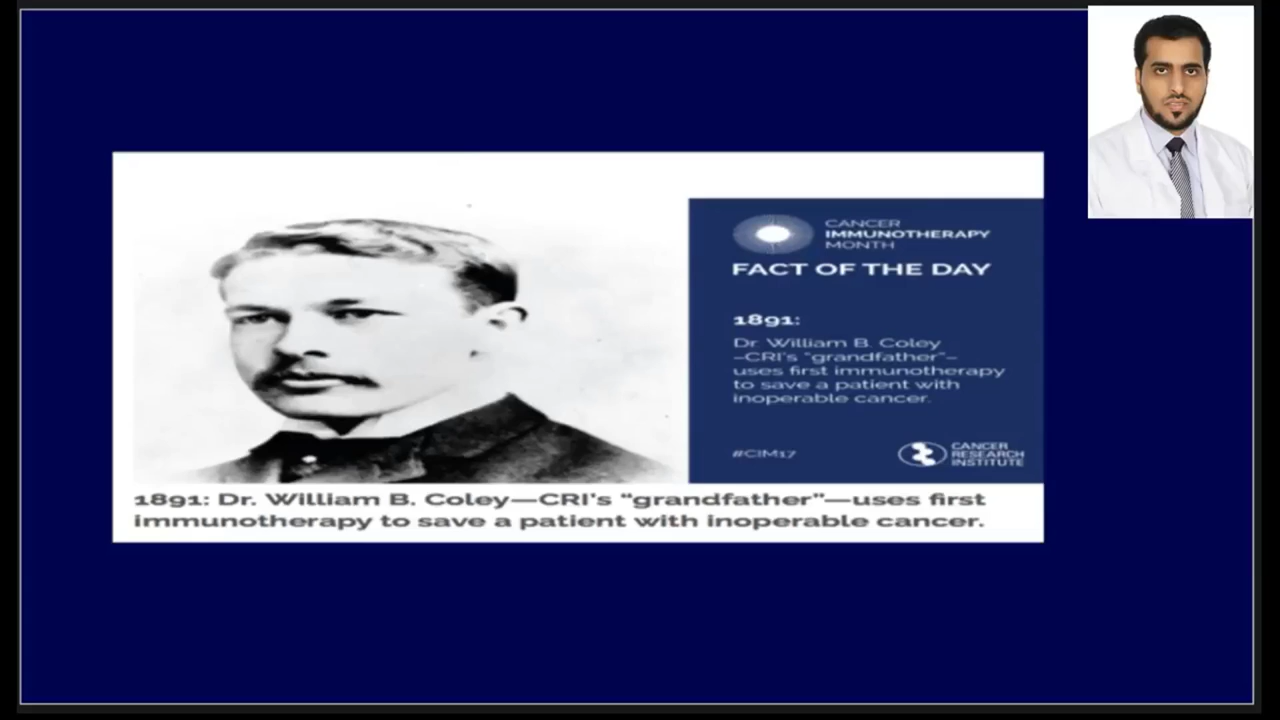 CANCER
IMMUNOTHERAPY
MONTH
FACT OF THE DAY
1891:
Dr. William B. Coley
–CRI's "grandfather"–
uses first immunotherapy
to save a patient with
inoperable cancer.
#CIM17
CANCER
RESEARCH
INSTITUTE
1891: Dr. William B. Coley—CRI's “grandfather”—uses first
immunotherapy to save a patient with inoperable cancer.